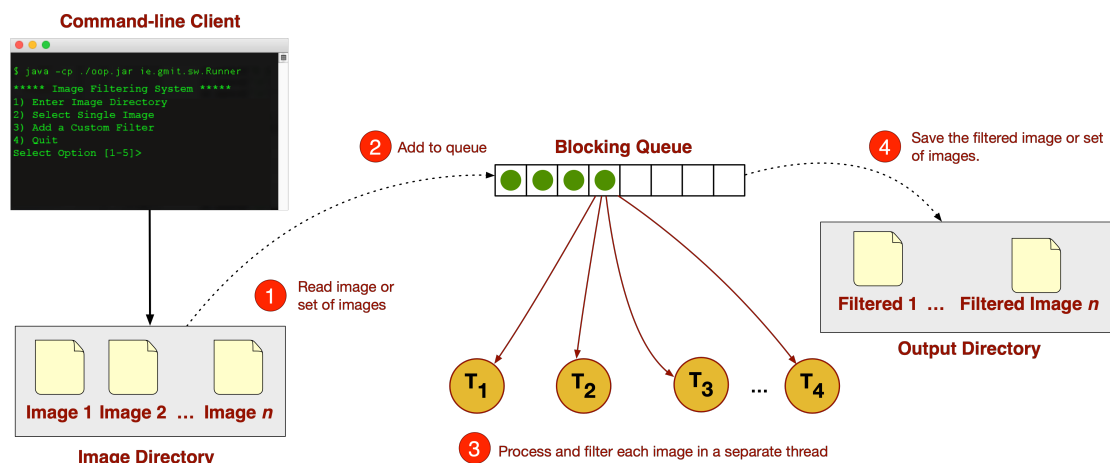 Command-line Client
$ java -cp ./oop.jar ie.gmit.sw.Runner
***** Image Filtering System *****
1) Enter Image Directory
2) Select Single Image
3) Add a Custom Filter
4) Quit
Select Option [1-5]>
2 Add to queue
Blocking Queue
4 Save the filtered image or set
of images.
1 Read image or
set of images
Filtered 1 ... Filtered Image n
Output Directory
T1 T2 T3 ... T4
Image 1 Image 2 ... Image n
Image Directory
3 Process and filter each image in a separate thread